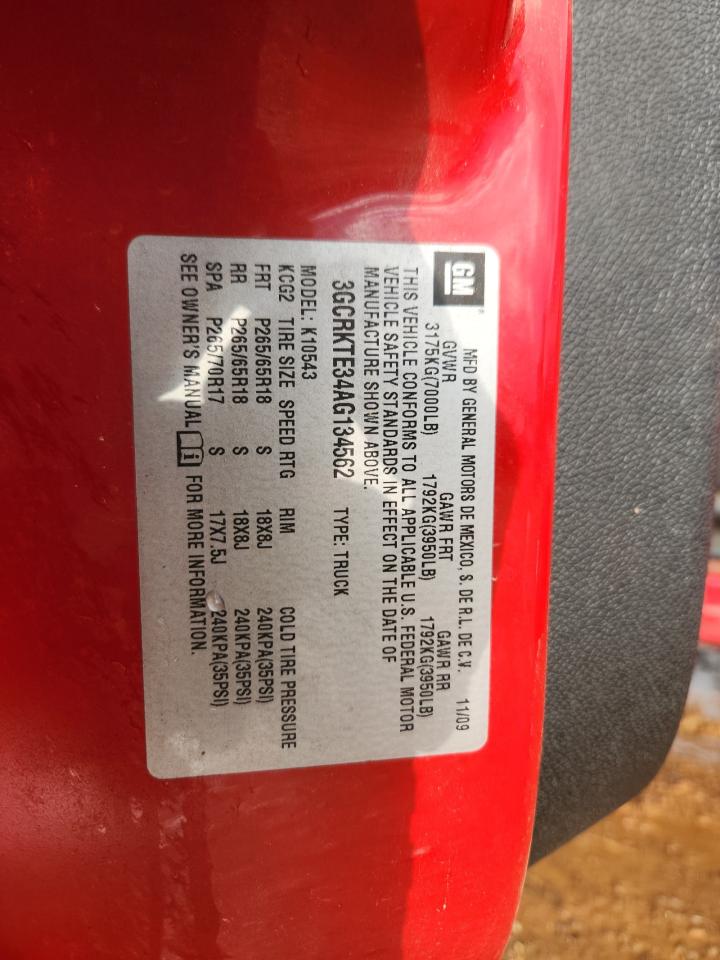 GM
MFD BY GENERAL MOTORS DE MEXICO, S. DE R.L. DE C.V. 11/09
GVWR GAWR FRT GAWR RR
3175KG(7000LB) 1792KG(3950LB) 1792KG(3950LB)
THIS VEHICLE CONFORMS TO ALL APPLICABLE U.S. FEDERAL MOTOR
VEHICLE SAFETY STANDARDS IN EFFECT ON THE DATE OF
MANUFACTURE SHOWN ABOVE.
3GCRKTE34AG134562 TYPE: TRUCK
MODEL: K10543
KCG2 TIRE SIZE SPEED RTG RIM COLD TIRE PRESSURE
FRT P265/65R18 S 18X8J 240KPA(35PSI)
RR P265/65R18 S 18X8J 240KPA(35PSI)
SPA P265/70R17 S 17X7.5J 240KPA(35PSI)
SEE OWNER'S MANUAL i FOR MORE INFORMATION.